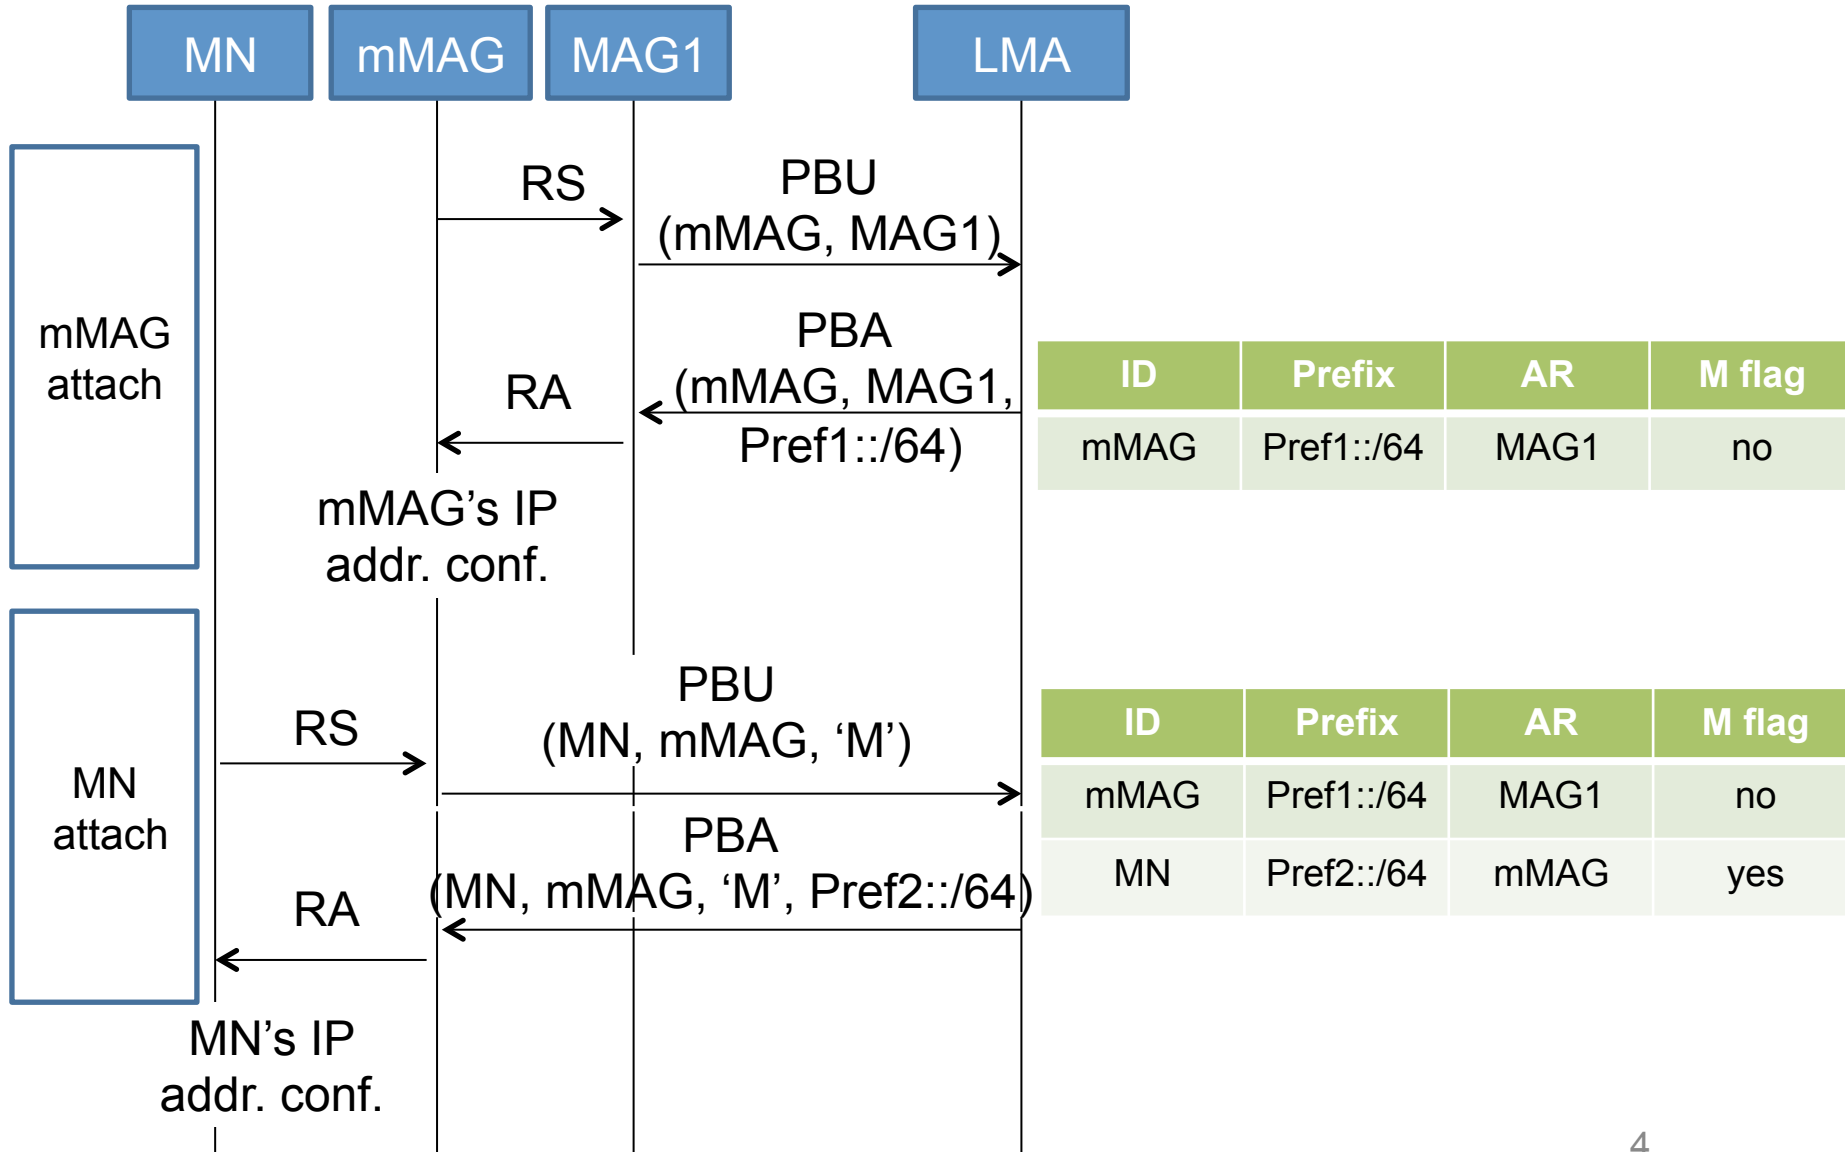 MN
mMAG
MAG1
LMA
mMAG
attach
RS
PBU
(mMAG, MAG1)
PBA
(mMAG, MAG1,
Pref1::/64)
RA
mMAG’s IP
addr. conf.
ID Prefix AR M flag
mMAG Pref1::/64 MAG1 no
MN
attach
RS
PBU
(MN, mMAG, ‘M’)
PBA
(MN, mMAG, ‘M’, Pref2::/64)
RA
MN’s IP
addr. conf.
ID Prefix AR M flag
mMAG Pref1::/64 MAG1 no
MN Pref2::/64 mMAG yes
4